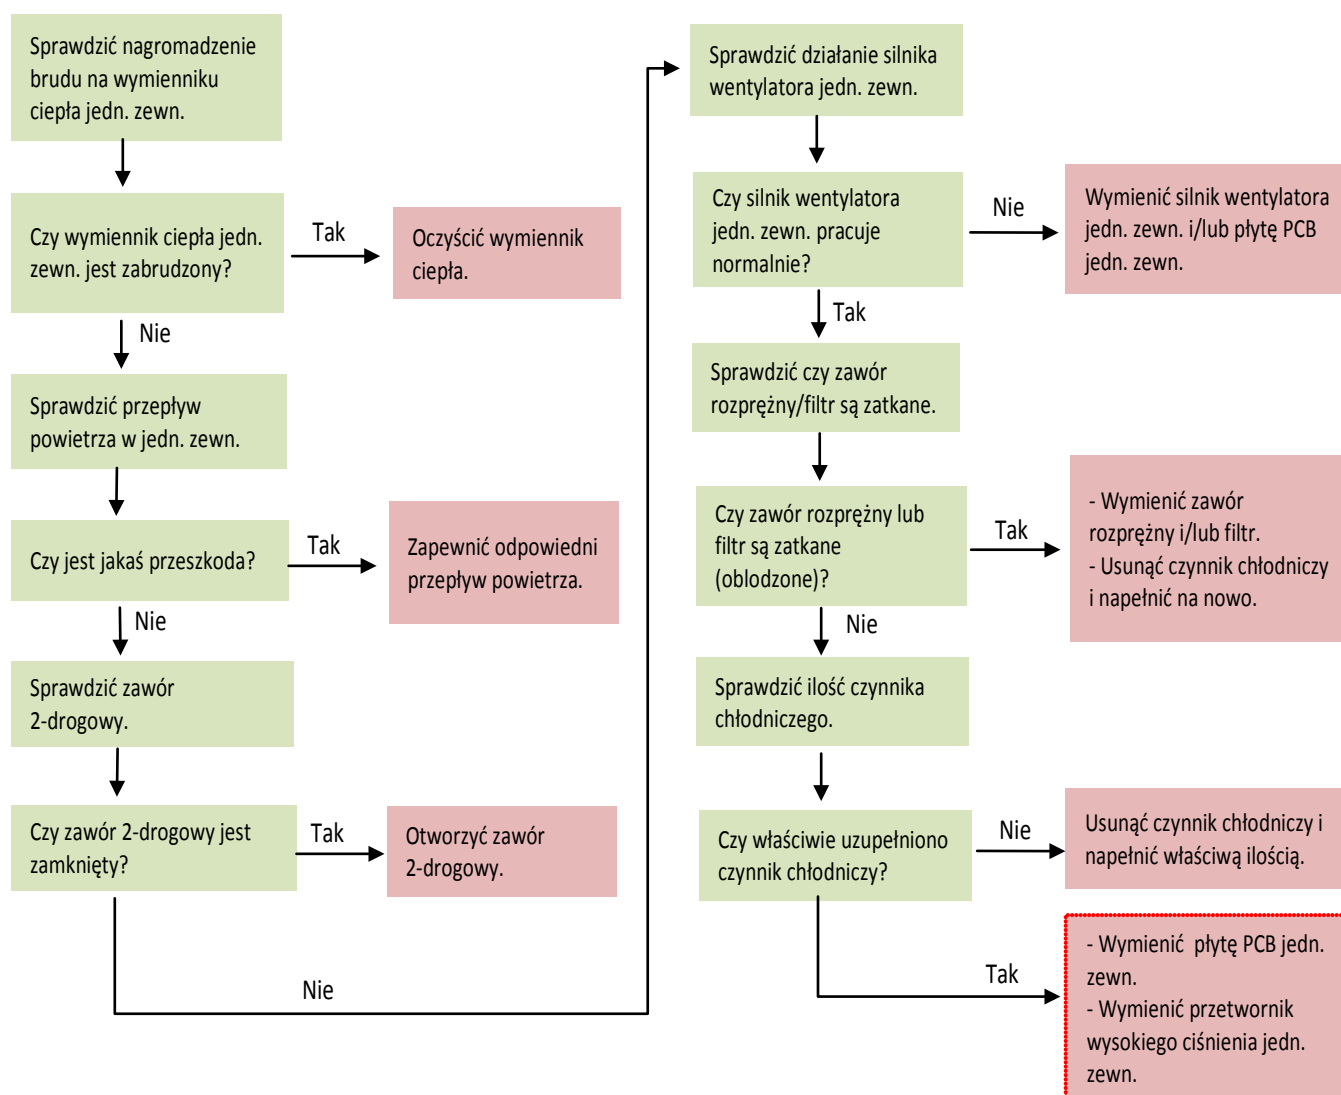 Sprawdzić nagromadzenie
brudu na wymienniku
ciepła jedn. zewn.
Czy wymiennik ciepła jedn.
zewn. jest zabrudzony?
Tak
Oczyścić wymiennik
ciepła.
Nie
Sprawdzić przepływ
powietrza w jedn. zewn.
Czy jest jakaś przeszkoda?
Tak
Zapewnić odpowiedni
przepływ powietrza.
Nie
Sprawdzić zawór
2-drogowy.
Czy zawór 2-drogowy jest
zamknięty?
Tak
Otworzyć zawór
2-drogowy.
Nie
Sprawdzić działanie silnika
wentylatora jedn. zewn.
Czy silnik wentylatora
jedn. zewn. pracuje
normalnie?
Nie
Wymienić silnik wentylatora
jedn. zewn. i/lub płytę PCB
jedn. zewn.
Tak
Sprawdzić czy zawór
rozprężny/filtr są zatkane.
Czy zawór rozprężny lub
filtr są zatkane
(oblodzone)?
Tak
- Wymienić zawór
rozprężny i/lub filtr.
- Usunąć czynnik chłodniczy
i napełnić na nowo.
Nie
Sprawdzić ilość czynnika
chłodniczego.
Czy właściwie uzupełniono
czynnik chłodniczy?
Nie
Usunąć czynnik chłodniczy i
napełnić właściwą ilością.
Tak
- Wymienić płytę PCB jedn.
zewn.
- Wymienić przetwornik
wysokiego ciśnienia jedn.
zewn.